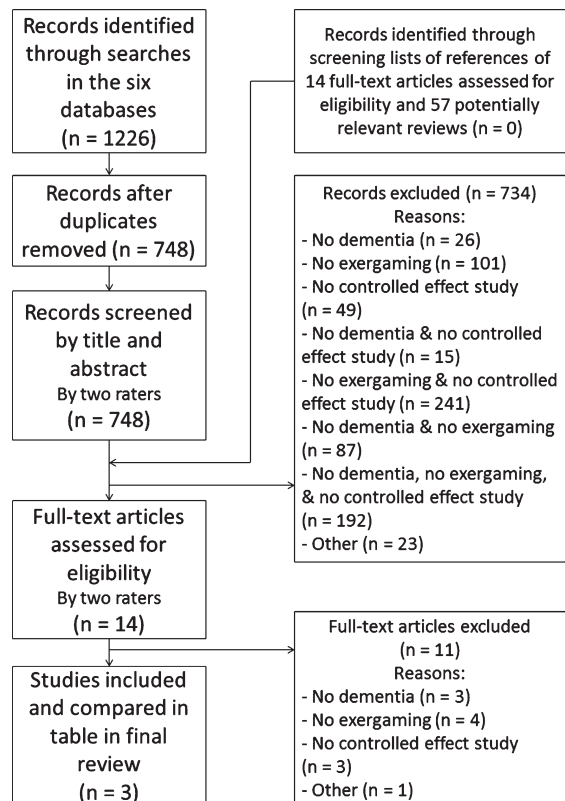 Records identified
through searches
in the six
databases
(n = 1226)
Records identified through
screening lists of references of
14 full-text articles assessed for
eligibility and 57 potentially
relevant reviews (n = 0)
Records after
duplicates
removed (n = 748)
Records screened
by title and
abstract
By two raters
(n = 748)
Records excluded (n = 734)
Reasons:
- No dementia (n = 26)
- No exergaming (n = 101)
- No controlled effect study
(n = 49)
- No dementia & no controlled
effect study (n = 15)
- No exergaming & no controlled
effect study (n = 241)
- No dementia & no exergaming
(n = 87)
- No dementia, no exergaming,
& no controlled effect study
(n = 192)
- Other (n = 23)
Full-text articles
assessed for
eligibility
By two raters
(n = 14)
Full-text articles excluded
(n = 11)
Reasons:
- No dementia (n = 3)
- No exergaming (n = 4)
- No controlled effect study
(n = 3)
- Other (n = 1)
Studies included
and compared in
table in final
review
(n = 3)